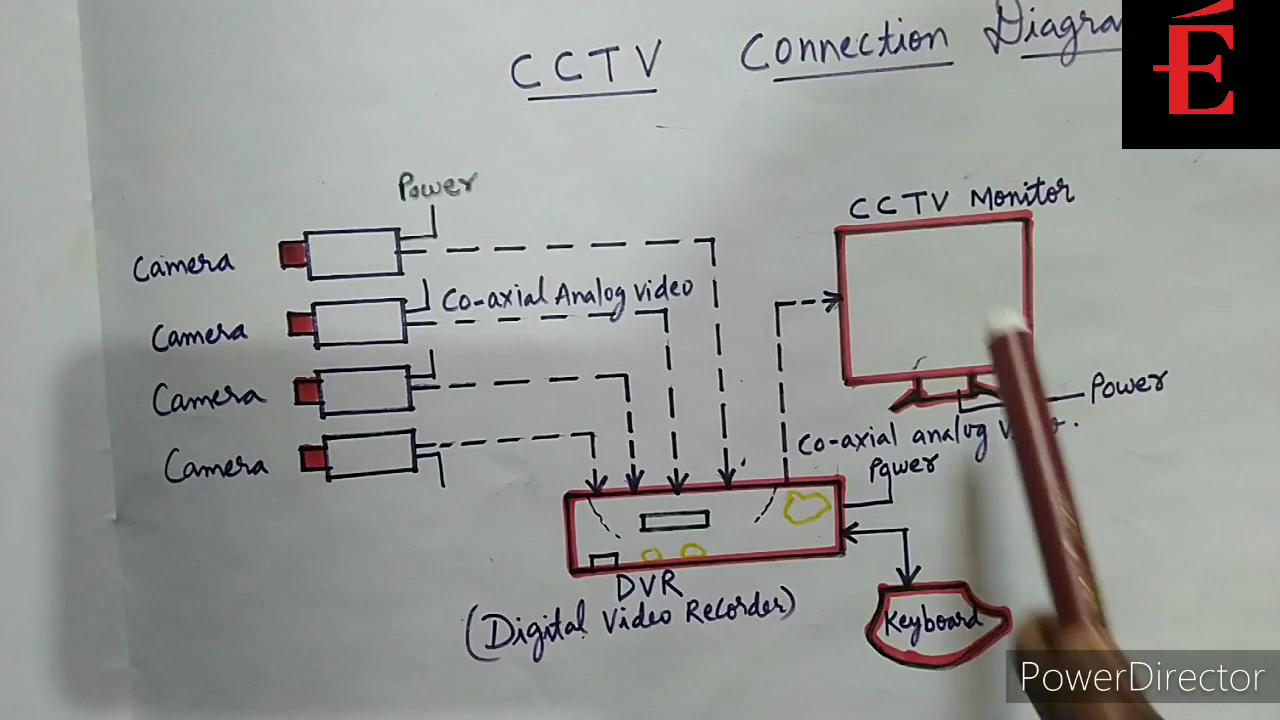 CCTV Connection Diagra
É
Power
CCTV Monitor
Camera
Co-axial Analog Video
Camera
Camera
Power
Co-axial analog
Camera
Power
DVR
(Digital Video Recorder)
Keyboard
PowerDirector